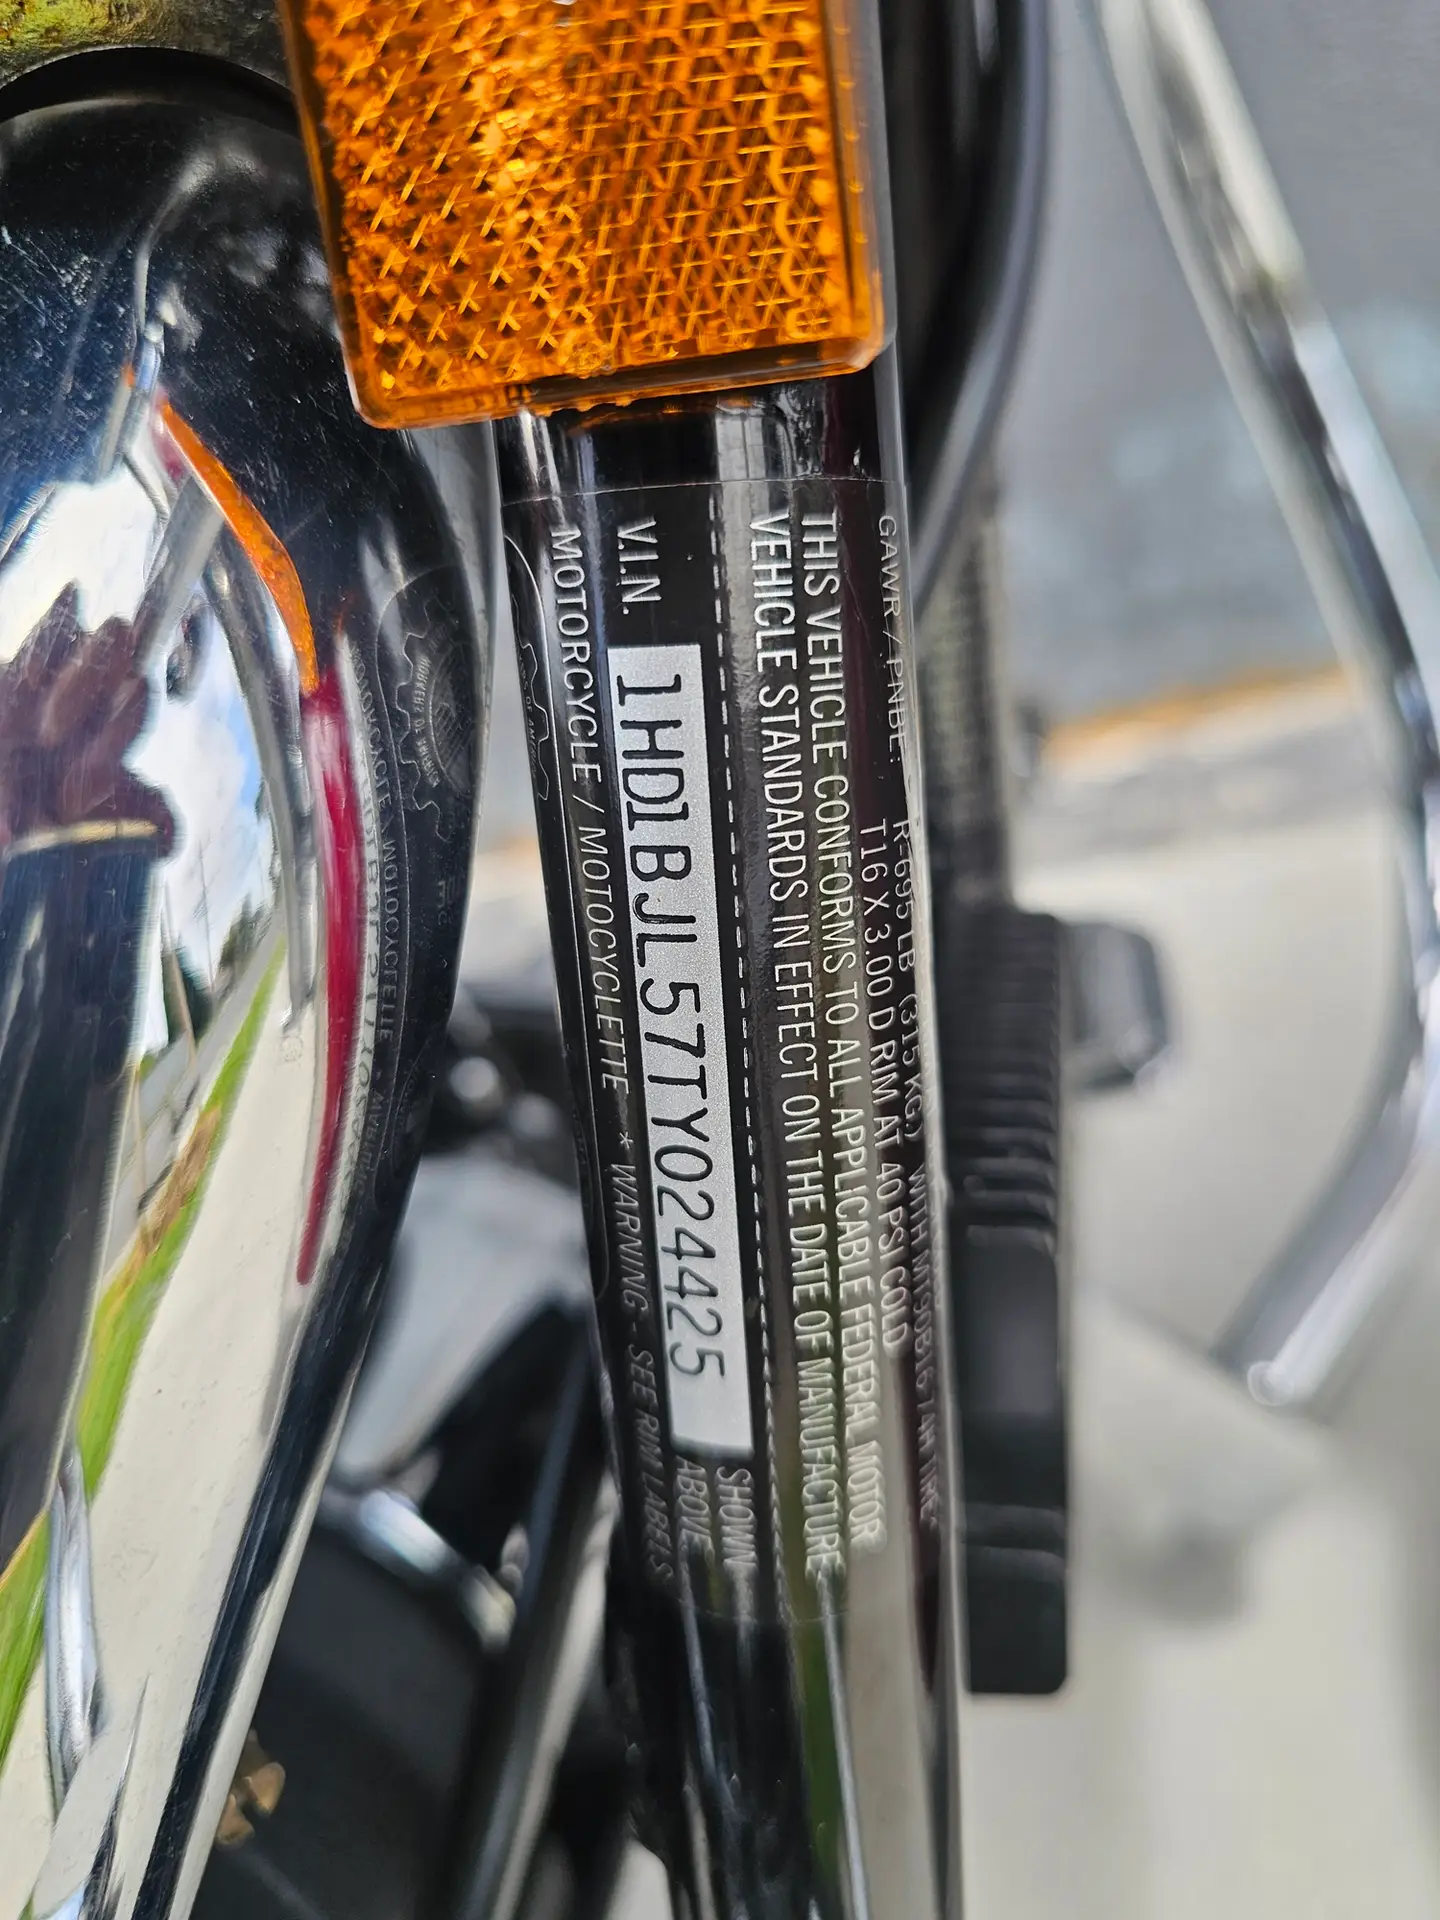 GAWR / PNBE:
R-695 LB (315 KG)
T16 X 3.00 D RIM AT 40 PSI COLD
THIS VEHICLE CONFORMS TO ALL APPLICABLE FEDERAL MOTOR
VEHICLE STANDARDS IN EFFECT ON THE DATE OF MANUFACTURE
SHOWN
ABOVE
V.I.N. 1HD1BJL57TY024425
MOTORCYCLE / MOTOCYCLETTE * WARNING - SEE RIM LABELS